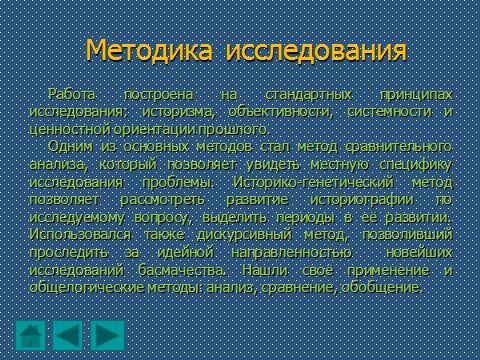 Методика исследования
Работа построена на стандартных принципах
исследования: историзма, объективности, системности и
ценностной ориентации прошлого.
Одним из основных методов стал метод сравнительного
анализа, который позволяет увидеть местную специфику
исследования проблемы. Историко-генетический метод
позволяет рассмотреть развитие историографии по
исследуемому вопросу, выделить периоды в её развитии.
Использовался также дискурсивный метод, позволивший
проследить за идейной направленностью новейших
исследований басмачества. Нашли свое применение и
общелогические методы: анализ, сравнение, обобщение.